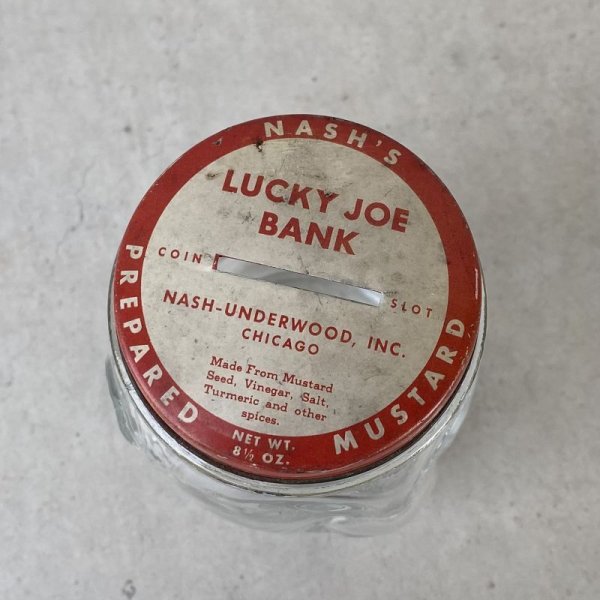 NASH'S
LUCKY JOE
BANK
COIN SLOT
NASH-UNDERWOOD, INC.
CHICAGO
Made From Mustard
Seed, Vinegar, Salt,
Turmeric and other
spices.
PREPARED MUSTARD
NET WT.
8½ OZ.